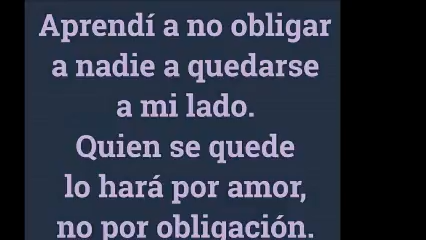 Aprendí a no obligar
a nadie a quedarse
a mi lado.
Quien se quede
lo hará por amor,
no por obligación.